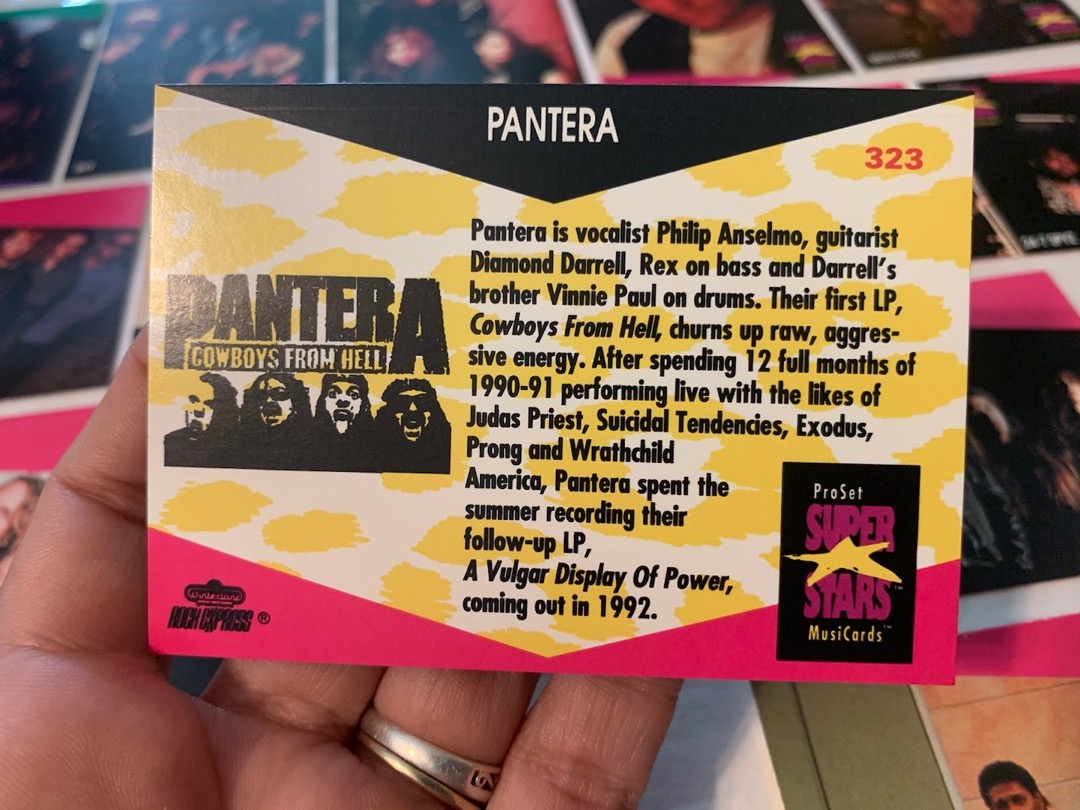 PANTERA
323
Pantera is vocalist Philip Anselmo, guitarist
Diamond Darrell, Rex on bass and Darrell's
brother Vinnie Paul on drums. Their first LP,
Cowboys From Hell, churns up raw, aggres-
sive energy. After spending 12 full months of
1990-91 performing live with the likes of
Judas Priest, Suicidal Tendencies, Exodus,
Prong and Wrathchild
America, Pantera spent the
summer recording their
follow-up LP,
A Vulgar Display Of Power,
coming out in 1992.
PANTERA
COWBOYS FROM HELL
Winterland
ROCK EXPRESS ®
ProSet
SUPER
STARS™
MusiCards™